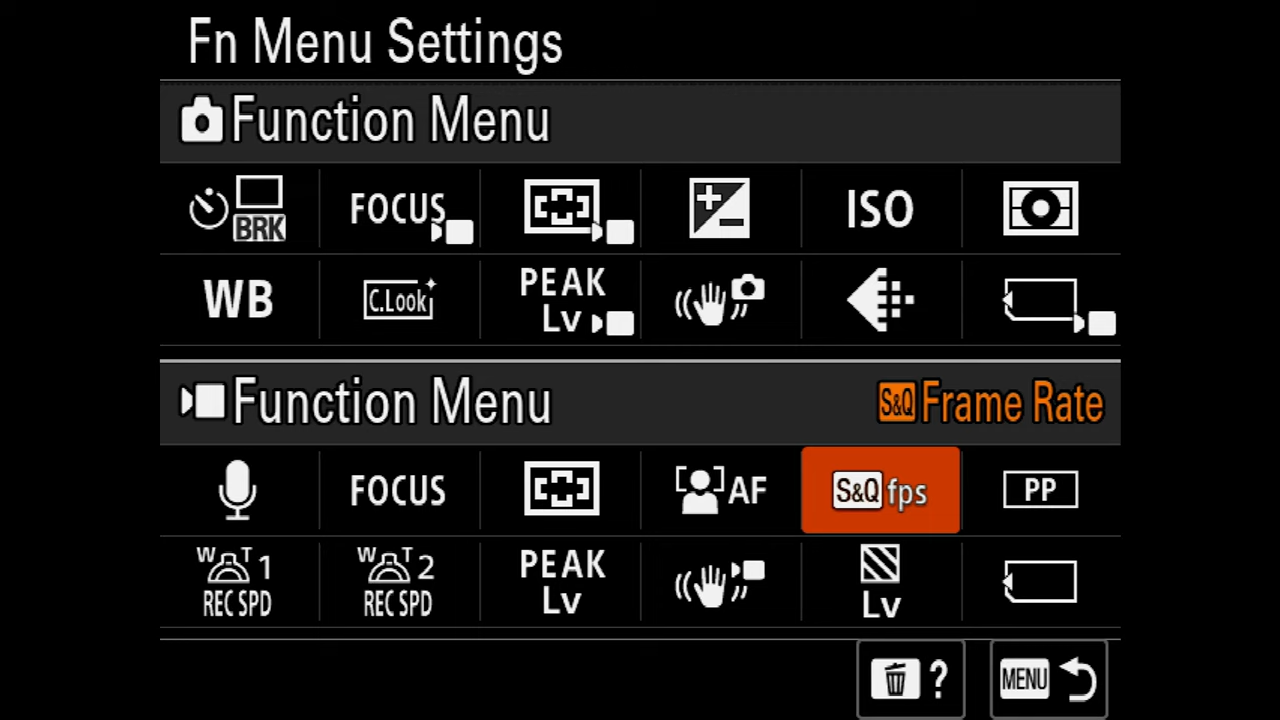 Fn Menu Settings
Function Menu
BRK FOCUS ISO
WB C.Look PEAK Lv
Function Menu S&Q Frame Rate
FOCUS AF S&Q fps PP
W T 1 REC SPD W T 2 REC SPD PEAK Lv Lv
? MENU